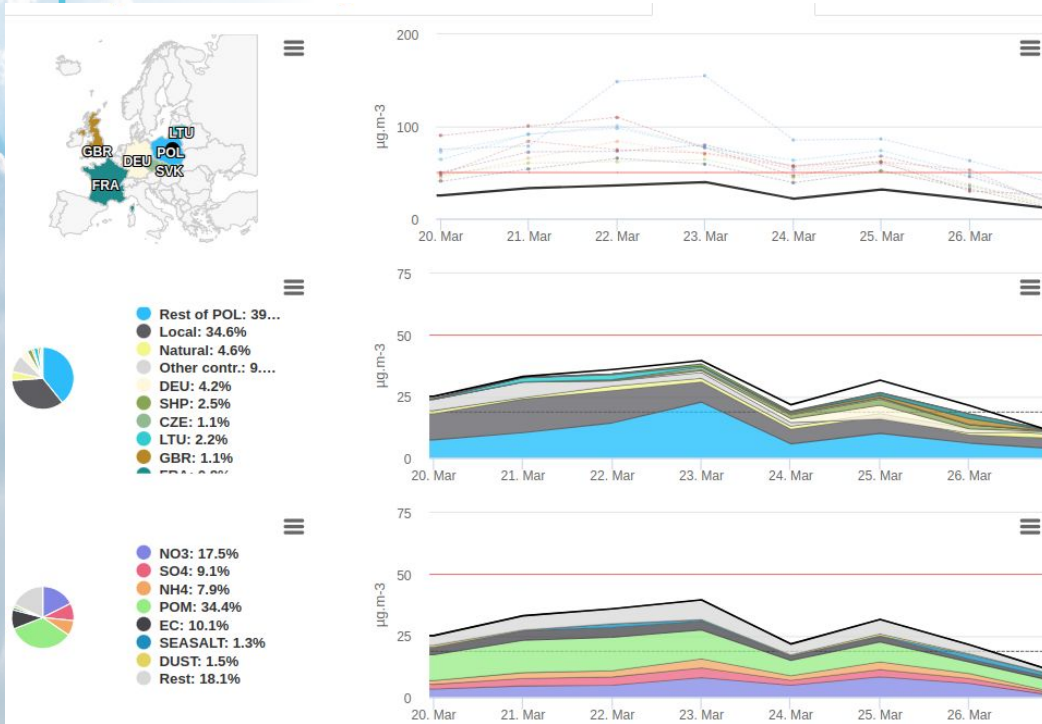 GBR
LTU
DEU
POL
SVK
FRA
µg.m-3
200
100
0
20. Mar
21. Mar
22. Mar
23. Mar
24. Mar
25. Mar
26. Mar
Rest of POL: 39...
Local: 34.6%
Natural: 4.6%
Other contr.: 9....
DEU: 4.2%
SHP: 2.5%
CZE: 1.1%
LTU: 2.2%
GBR: 1.1%
µg.m-3
75
50
25
0
20. Mar
21. Mar
22. Mar
23. Mar
24. Mar
25. Mar
26. Mar
NO3: 17.5%
SO4: 9.1%
NH4: 7.9%
POM: 34.4%
EC: 10.1%
SEASALT: 1.3%
DUST: 1.5%
Rest: 18.1%
µg.m-3
75
50
25
0
20. Mar
21. Mar
22. Mar
23. Mar
24. Mar
25. Mar
26. Mar